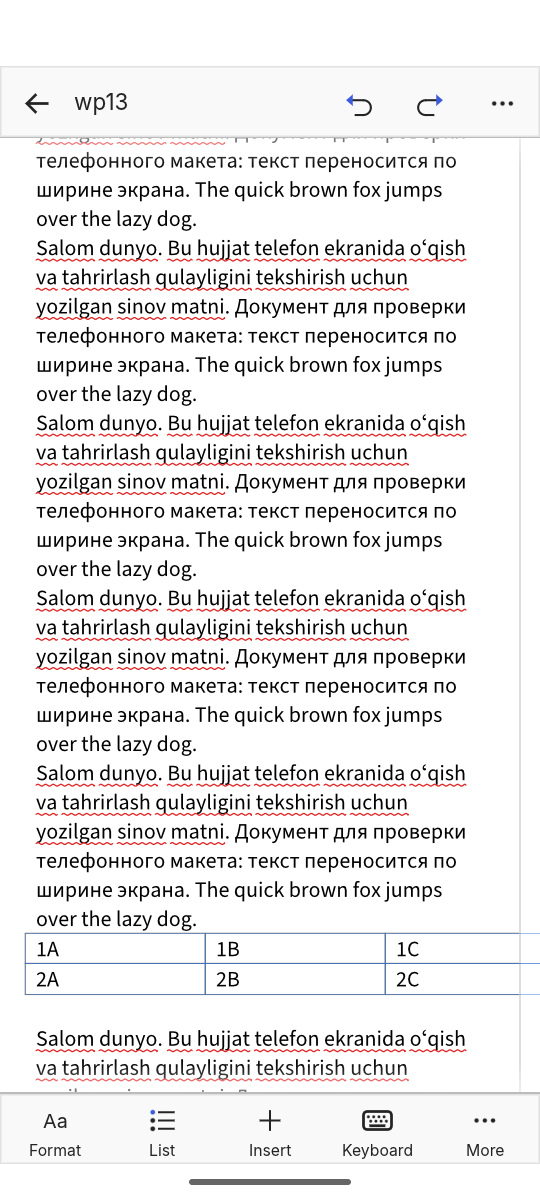 wp13
телефонного макета: текст переносится по
ширине экрана. The quick brown fox jumps
over the lazy dog.
Salom dunyo. Bu hujjat telefon ekranida o‘qish
va tahrirlash qulayligini tekshirish uchun
yozilgan sinov matni. Документ для проверки
телефонного макета: текст переносится по
ширине экрана. The quick brown fox jumps
over the lazy dog.
Salom dunyo. Bu hujjat telefon ekranida o‘qish
va tahrirlash qulayligini tekshirish uchun
yozilgan sinov matni. Документ для проверки
телефонного макета: текст переносится по
ширине экрана. The quick brown fox jumps
over the lazy dog.
Salom dunyo. Bu hujjat telefon ekranida o‘qish
va tahrirlash qulayligini tekshirish uchun
yozilgan sinov matni. Документ для проверки
телефонного макета: текст переносится по
ширине экрана. The quick brown fox jumps
over the lazy dog.
Salom dunyo. Bu hujjat telefon ekranida o‘qish
va tahrirlash qulayligini tekshirish uchun
yozilgan sinov matni. Документ для проверки
телефонного макета: текст переносится по
ширине экрана. The quick brown fox jumps
over the lazy dog.
1A 1B 1C
2A 2B 2C
Salom dunyo. Bu hujjat telefon ekranida o‘qish
va tahrirlash qulayligini tekshirish uchun
Aa
Format List Insert Keyboard More